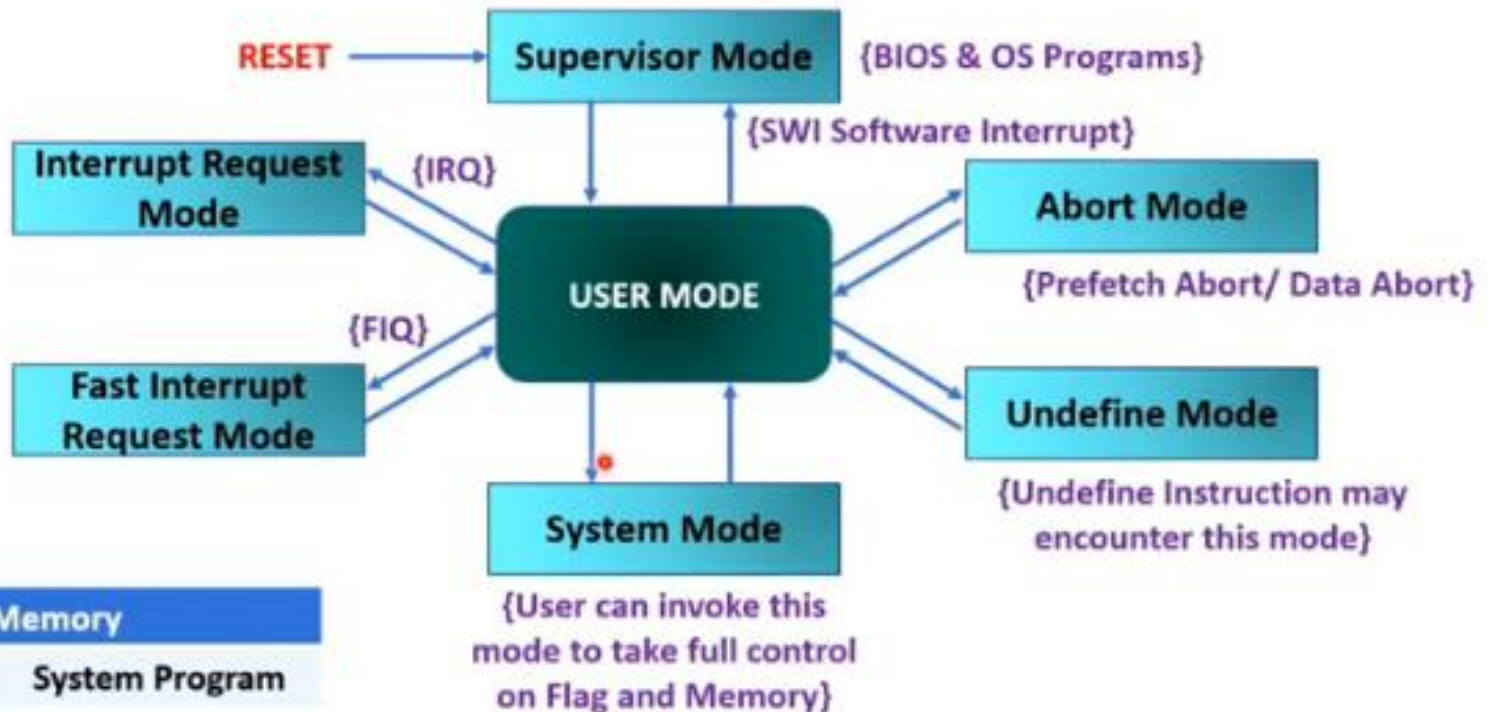 RESET
Supervisor Mode
{BIOS & OS Programs}
{SWI Software Interrupt}
Interrupt Request
Mode
{IRQ}
Abort Mode
{Prefetch Abort/ Data Abort}
USER MODE
{FIQ}
Fast Interrupt
Request Mode
Undefine Mode
{Undefine Instruction may
encounter this mode}
System Mode
{User can invoke this
mode to take full control
on Flag and Memory}
Memory
System Program